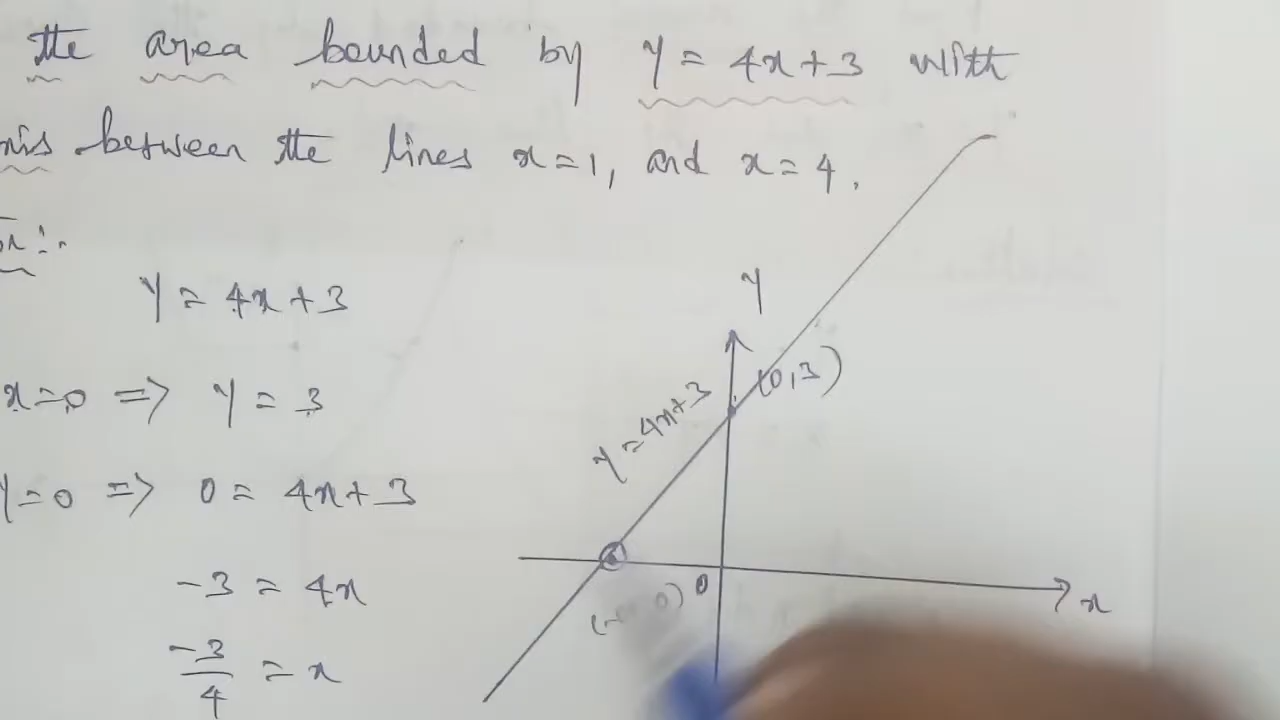 the area bounded by y = 4x+3 with
between the lines x=1, and x=4.
y = 4x+3
x=0 => y = 3
y=0 => 0 = 4x+3
-3 = 4x
-3/4 = x
y
(0,3)
y=4x+3
0
x